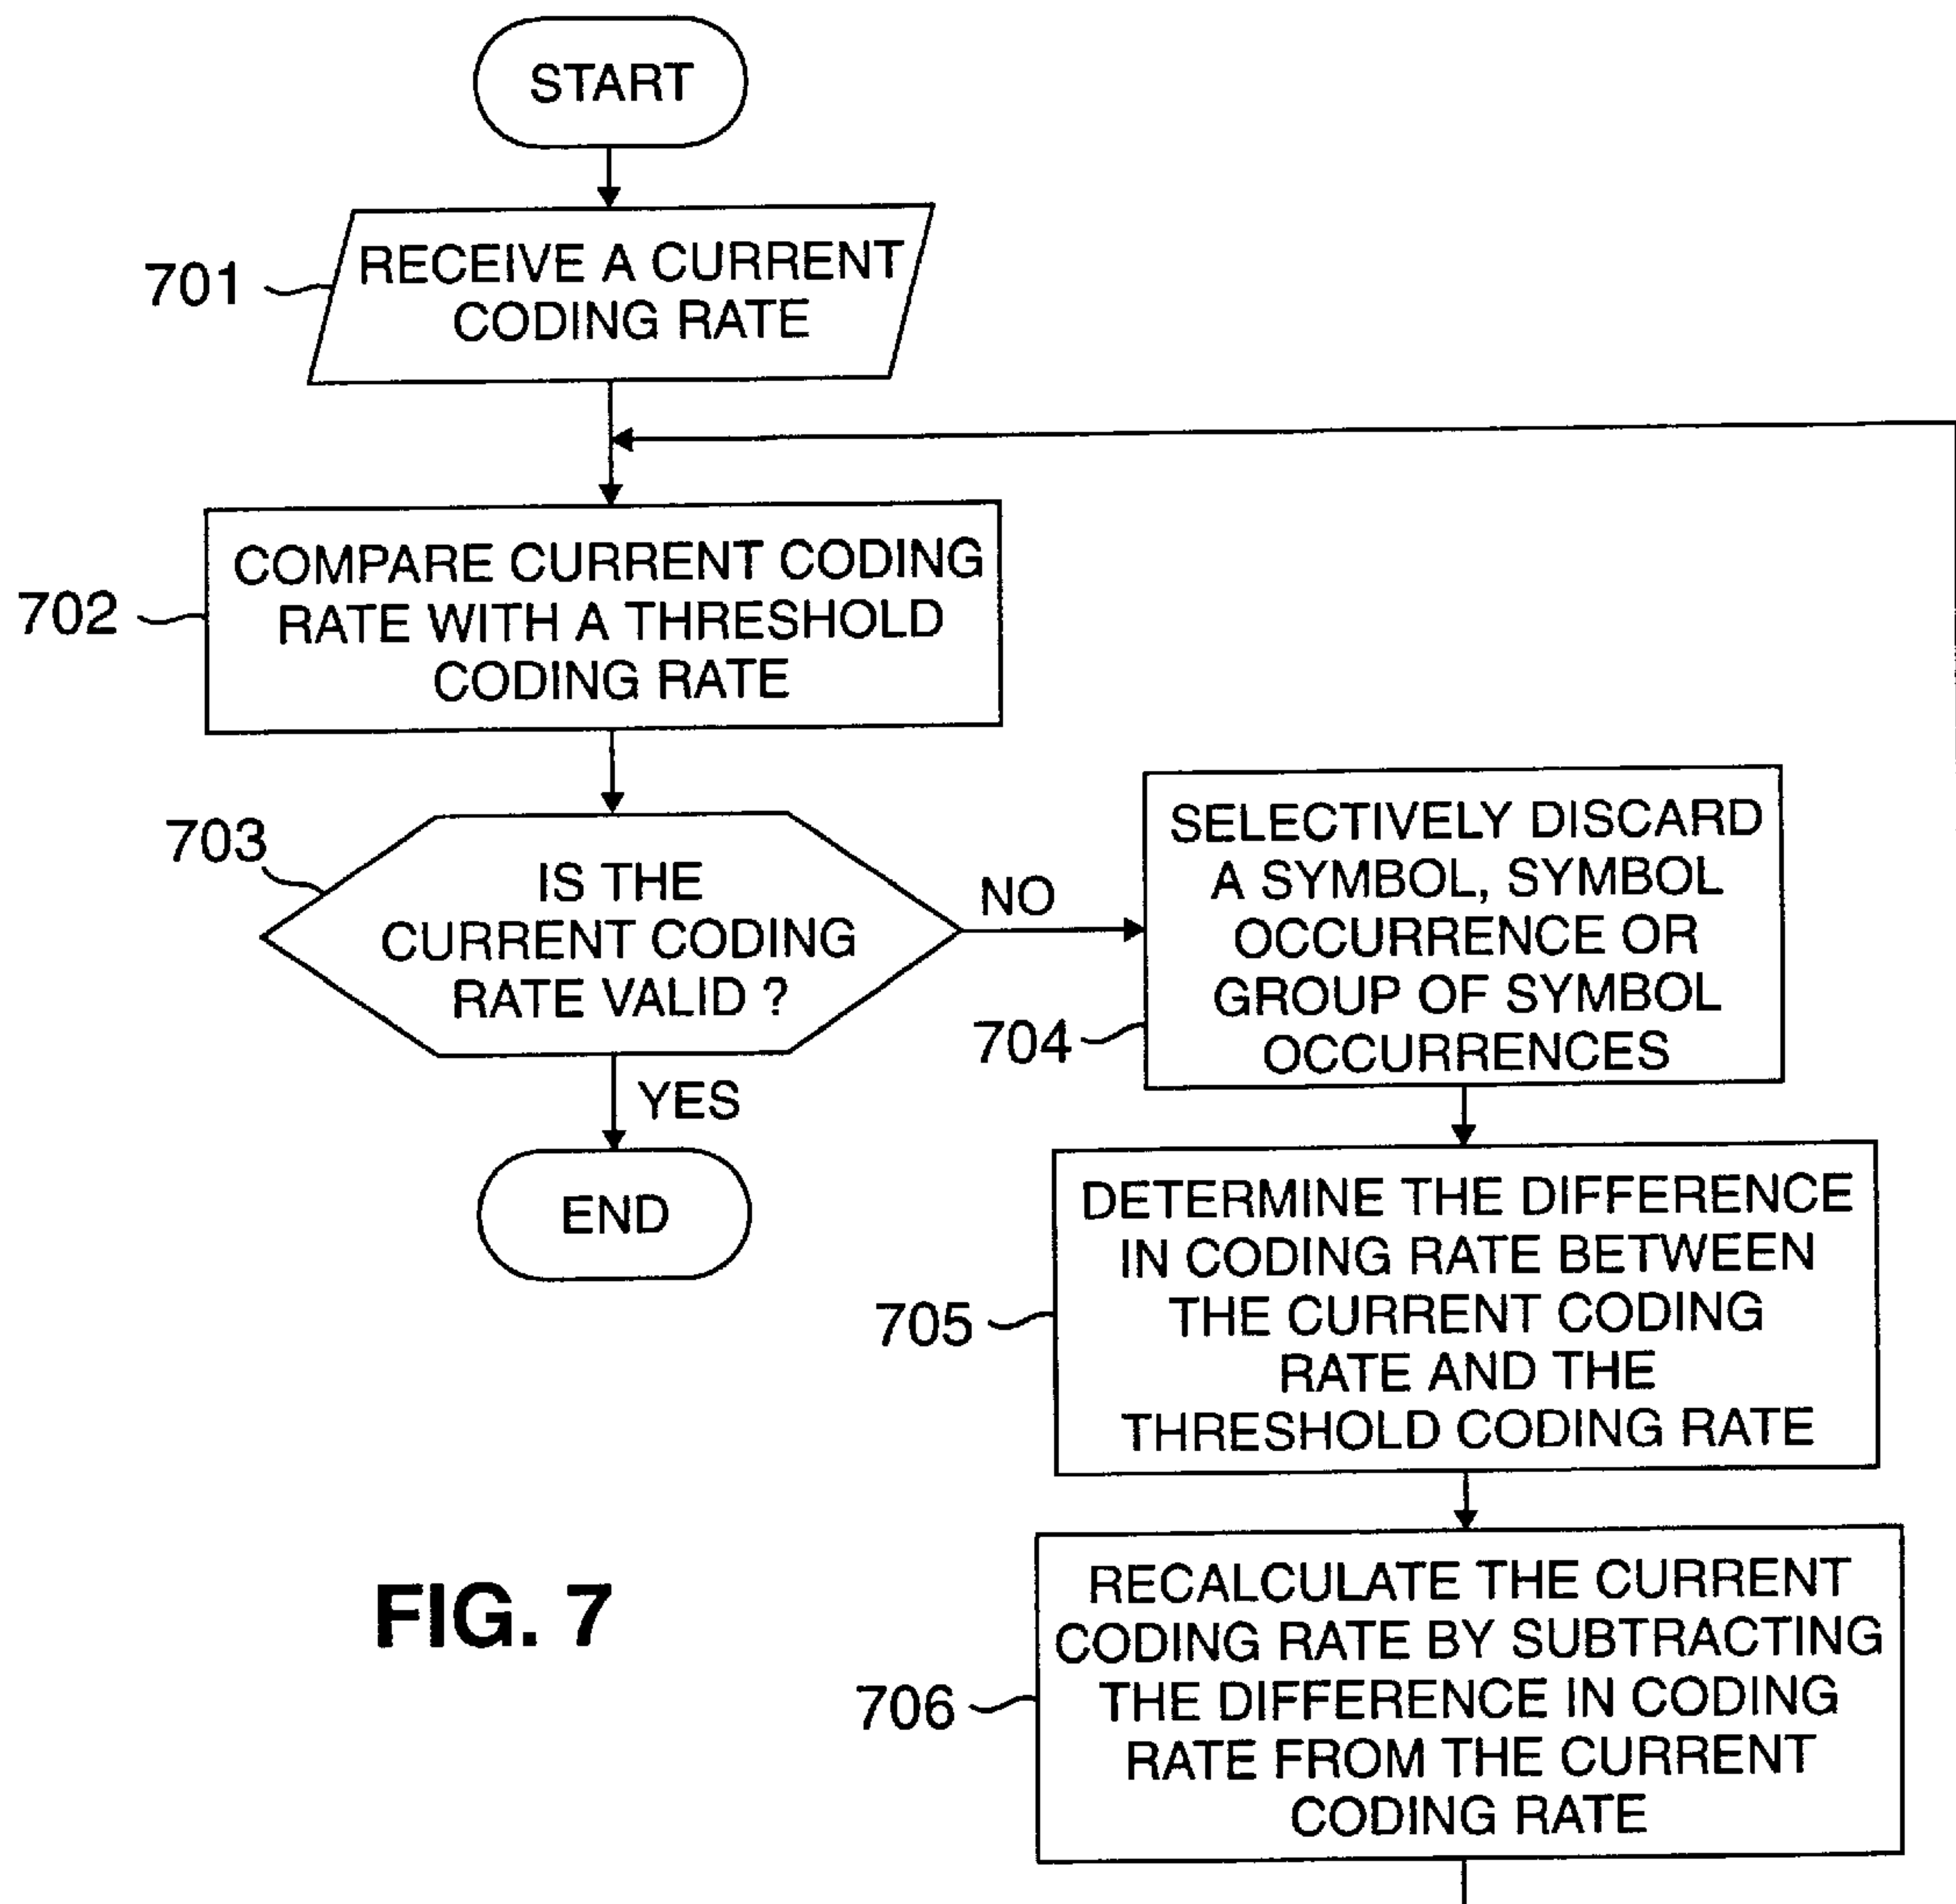 START
701
RECEIVE A CURRENT
CODING RATE
702
COMPARE CURRENT CODING
RATE WITH A THRESHOLD
CODING RATE
703
IS THE
CURRENT CODING
RATE VALID ?
NO
YES
END
704
SELECTIVELY DISCARD
A SYMBOL, SYMBOL
OCCURRENCE OR
GROUP OF SYMBOL
OCCURRENCES
705
DETERMINE THE DIFFERENCE
IN CODING RATE BETWEEN
THE CURRENT CODING
RATE AND THE
THRESHOLD CODING RATE
706
RECALCULATE THE CURRENT
CODING RATE BY SUBTRACTING
THE DIFFERENCE IN CODING
RATE FROM THE CURRENT
CODING RATE
FIG. 7